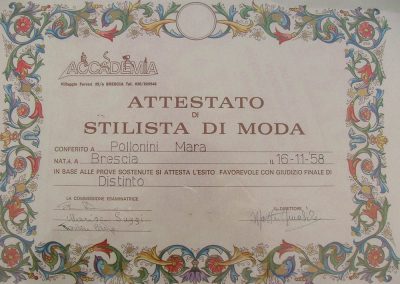 ACCADEMIA
ATTESTATO
DI
STILISTA DI MODA
CONFERITO A Pollonini Mara
NATA A Brescia IL 16-11-58
IN BASE ALLE PROVE SOSTENUTE SI ATTESTA L'ESITO FAVOREVOLE CON GIUDIZIO FINALE DI
Distinto
LA COMMISSIONE ESAMINATRICE
IL DIRETTORE